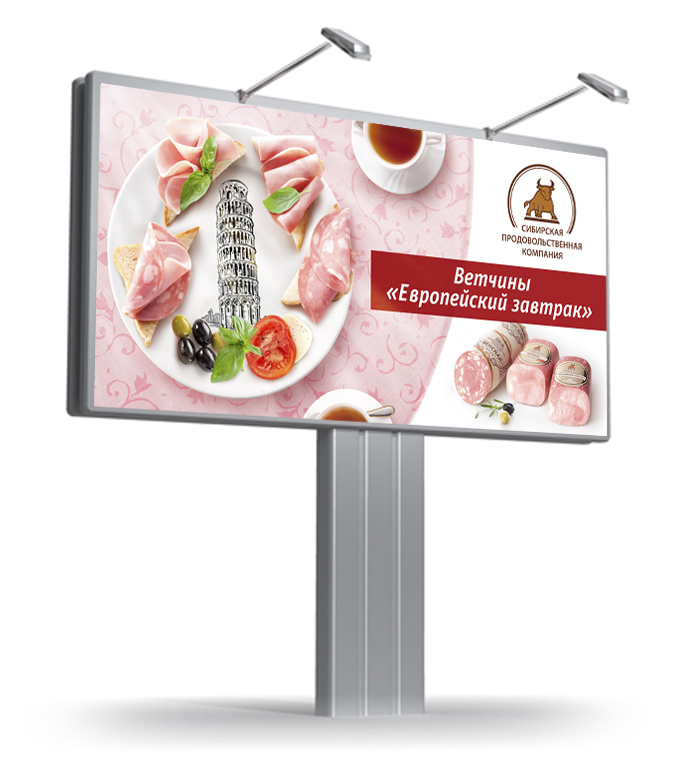 СИБИРСКАЯ
ПРОДОВОЛЬСТВЕННАЯ
КОМПАНИЯ
Ветчины
«Европейский завтрак»